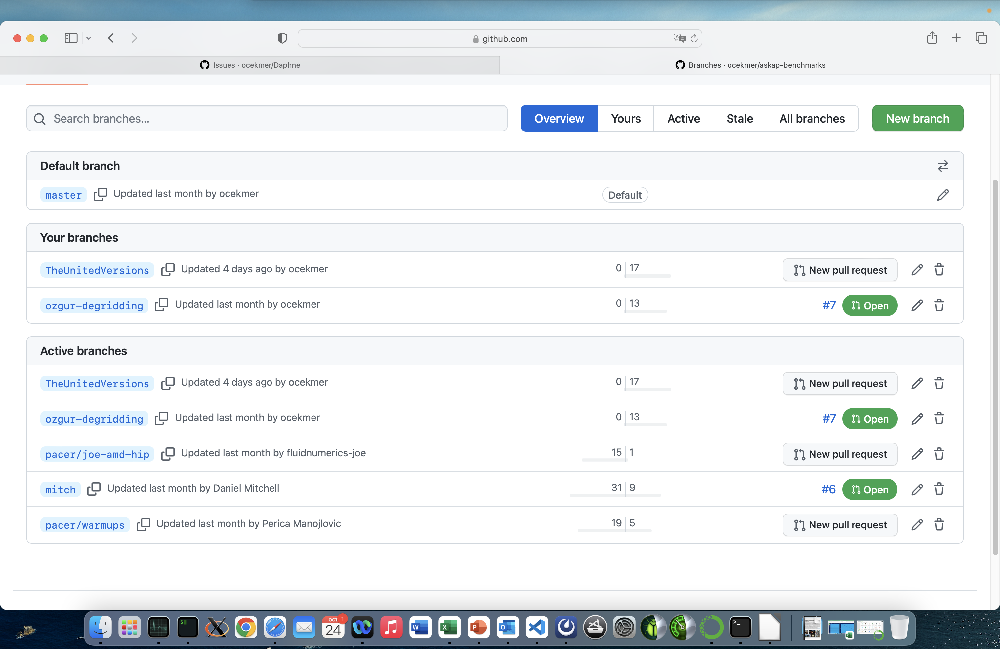 github.com
Issues · ocekmer/Daphne
Branches · ocekmer/askap-benchmarks
Search branches...
Overview
Yours
Active
Stale
All branches
New branch
Default branch
master Updated last month by ocekmer Default
Your branches
TheUnitedVersions Updated 4 days ago by ocekmer 0 17 New pull request
ozgur-degridding Updated last month by ocekmer 0 13 #7 Open
Active branches
TheUnitedVersions Updated 4 days ago by ocekmer 0 17 New pull request
ozgur-degridding Updated last month by ocekmer 0 13 #7 Open
pacer/joe-amd-hip Updated last month by fluidnumerics-joe 15 1 New pull request
mitch Updated last month by Daniel Mitchell 31 9 #6 Open
pacer/warmups Updated last month by Perica Manojlovic 19 5 New pull request
$
X
OCT 1
24
W
X
P
O
>_